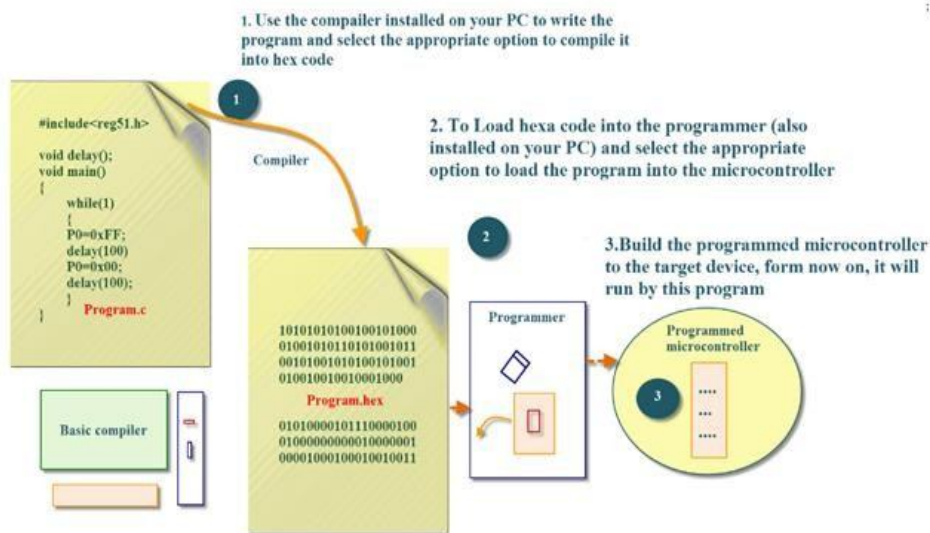 1. Use the compailer installed on your PC to write the
program and select the appropriate option to compile it
into hex code
1
#include<reg51.h>
void delay();
void main()
{
while(1)
{
P0=0xFF;
delay(100)
P0=0x00;
delay(100);
}
}
Program.c
Compiler
2. To Load hexa code into the programmer (also
installed on your PC) and select the appropriate
option to load the program into the microcontroller
2
3.Build the programmed microcontroller
to the target device, form now on, it will
run by this program
10101010100100101000
01001010110101001011
00101001010100101001
010010010010001000
Program.hex
01010000101110000100
01000000000010000001
00001000100010010011
Programmer
Programmed
microcontroller
3
Basic compiler